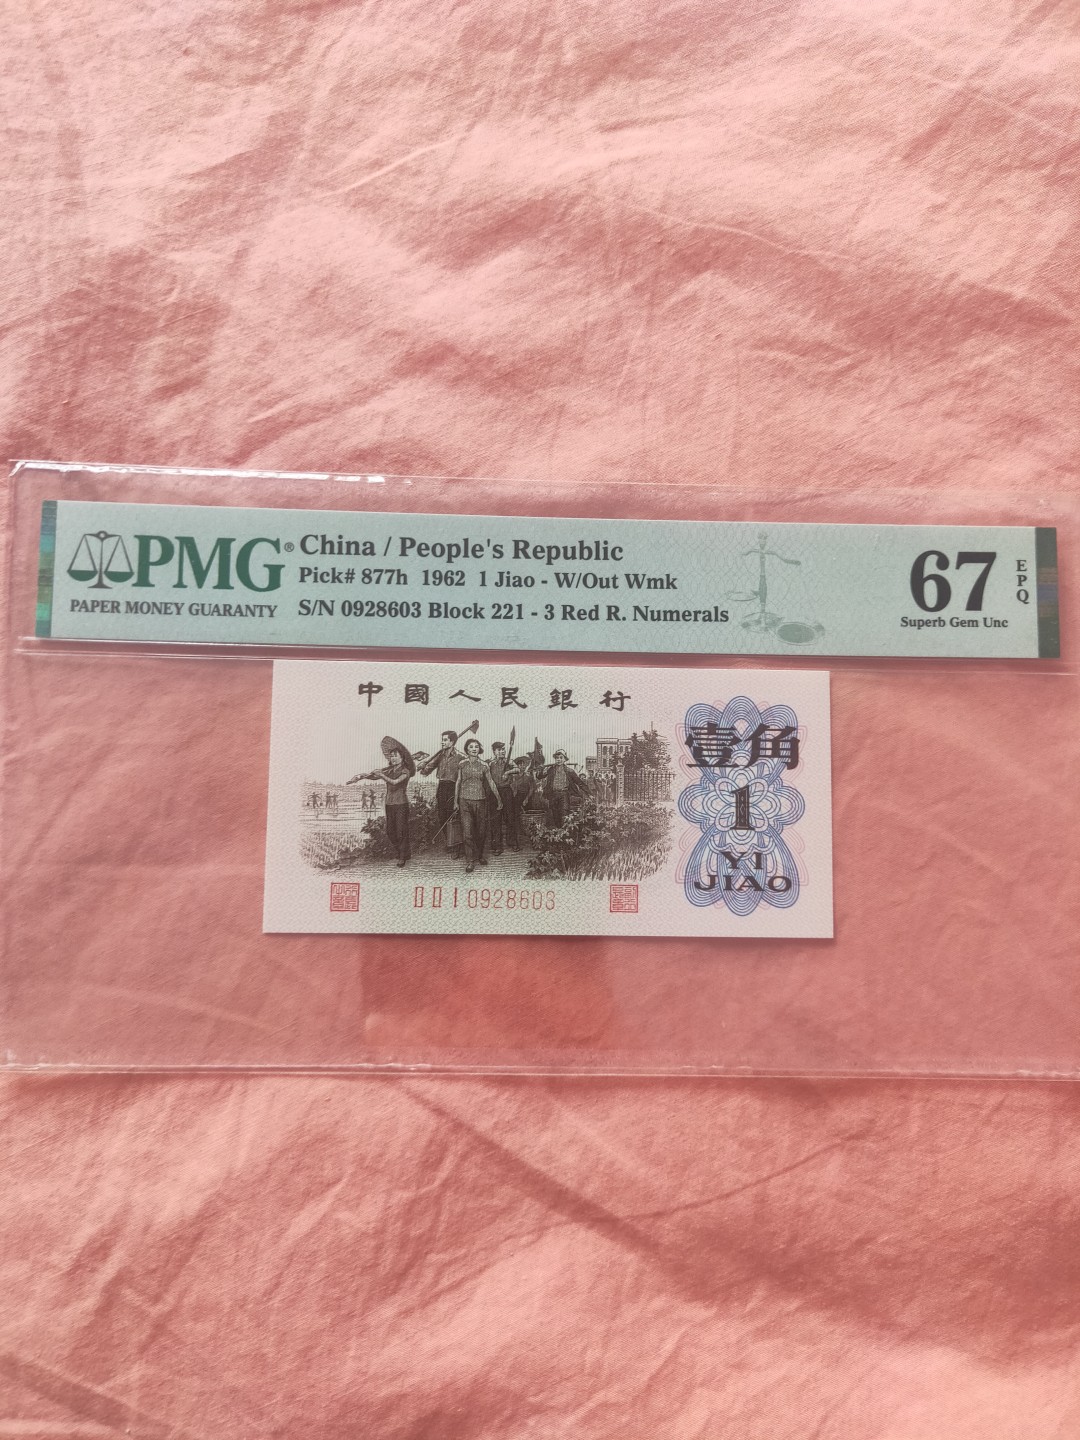 PMG®
PAPER MONEY GUARANTY
China / People's Republic
Pick# 877h 1962 1 Jiao - W/Out Wmk
S/N 0928603 Block 221 - 3 Red R. Numerals
67
EPQ
Superb Gem Unc
中國人民銀行
壹角
1
YI
JIAO
ⅡⅡⅠ0928603